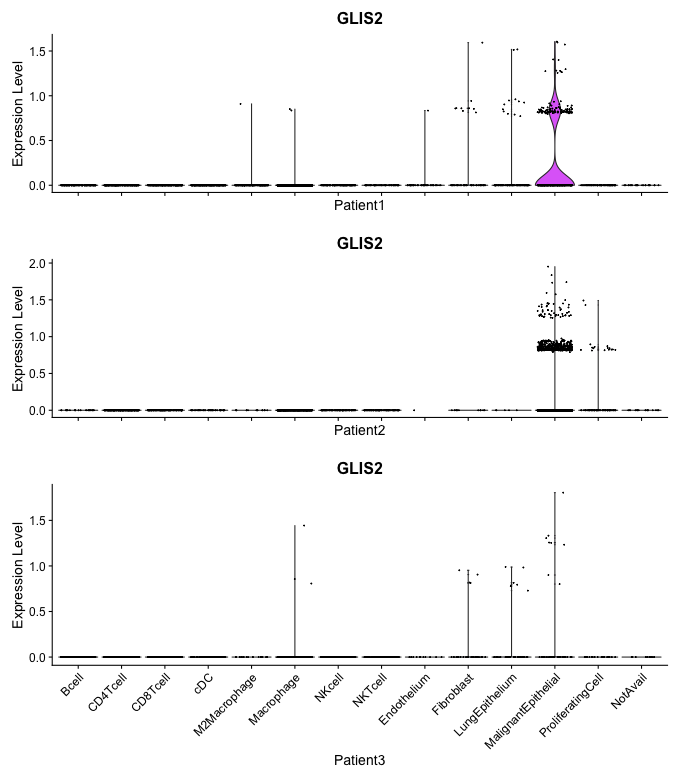 GLIS2
Expression Level
1.5
1.0
0.5
0.0
Patient1
GLIS2
Expression Level
2.0
1.5
1.0
0.5
0.0
Patient2
GLIS2
Expression Level
1.5
1.0
0.5
0.0
Bcell
CD4Tcell
CD8Tcell
cDC
M2Macrophage
Macrophage
NKcell
NKTcell
Endothelium
Fibroblast
LungEpithelium
MalignantEpithelial
ProliferatingCell
NotAvail
Patient3